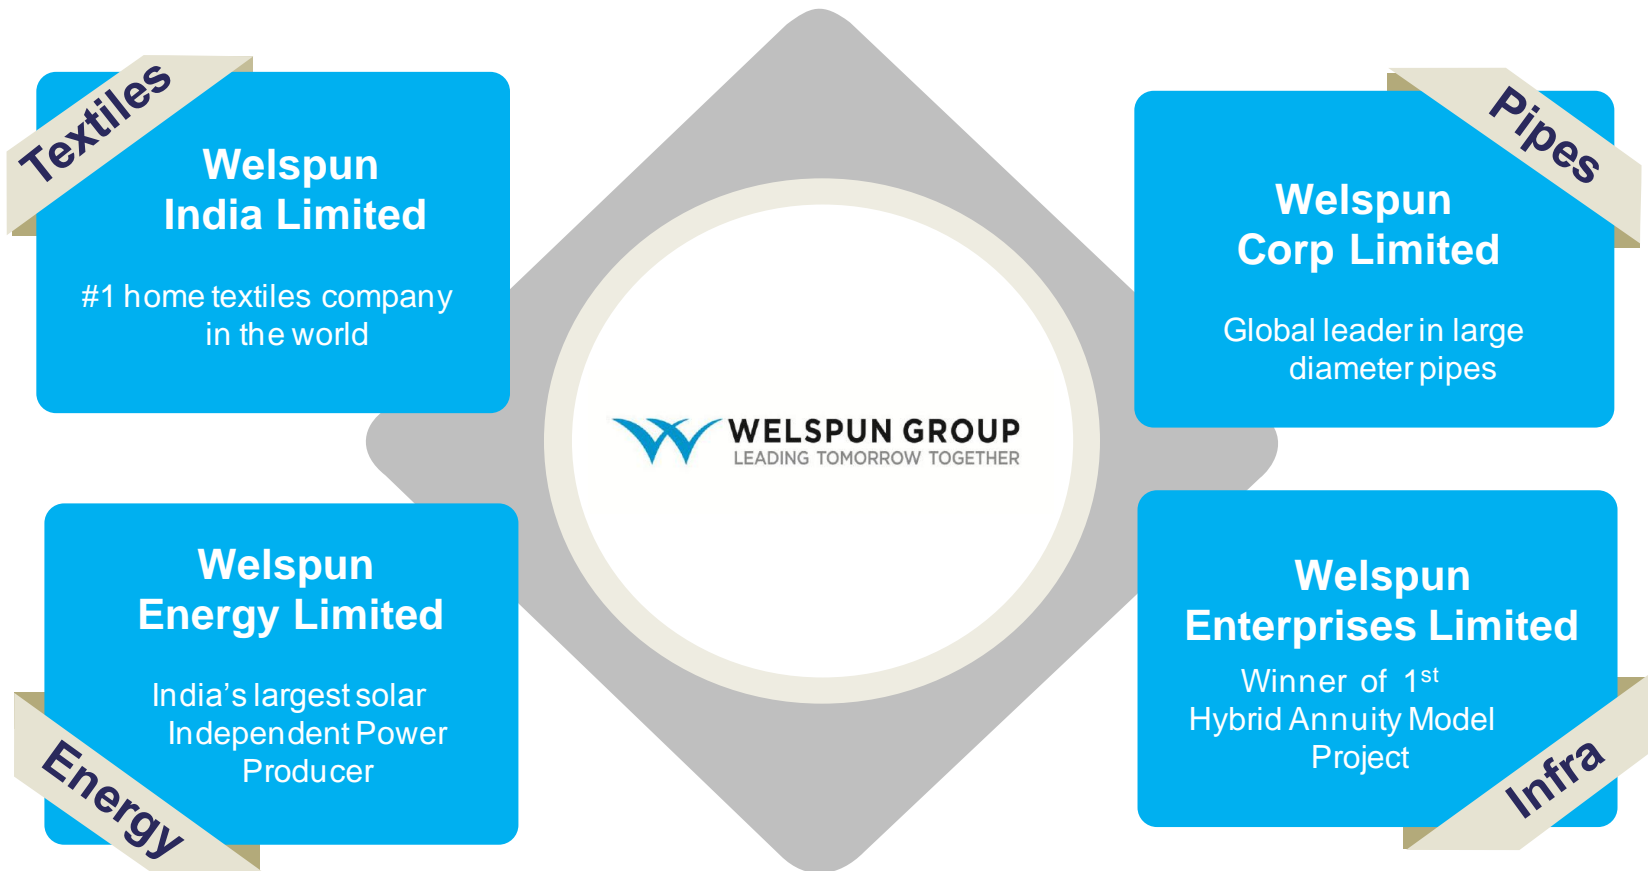 Textiles
Welspun
India Limited
#1 home textiles company
in the world
Pipes
Welspun
Corp Limited
Global leader in large
diameter pipes
WELSPUN GROUP
LEADING TOMORROW TOGETHER
Welspun
Energy Limited
India’s largest solar
Independent Power
Producer
Energy
Welspun
Enterprises Limited
Winner of 1st
Hybrid Annuity Model
Project
Infra